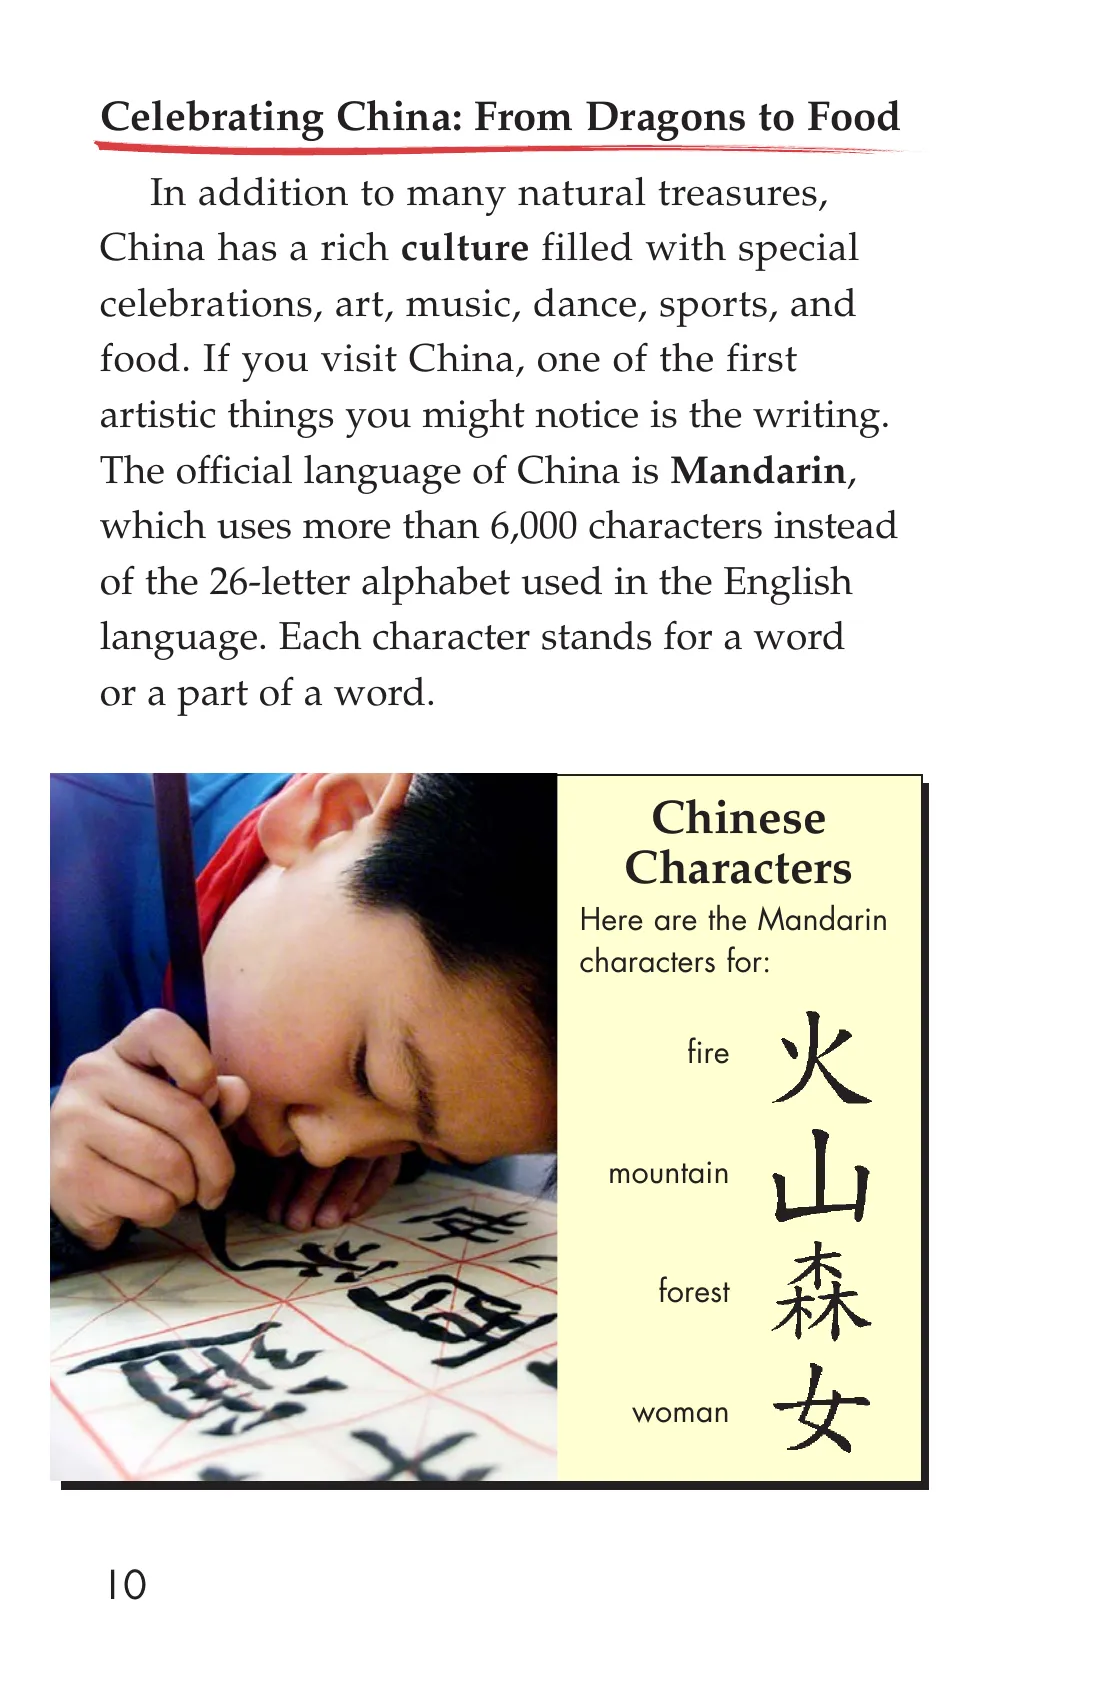 Celebrating China: From Dragons to Food
In addition to many natural treasures,
China has a rich culture filled with special
celebrations, art, music, dance, sports, and
food. If you visit China, one of the first
artistic things you might notice is the writing.
The official language of China is Mandarin,
which uses more than 6,000 characters instead
of the 26-letter alphabet used in the English
language. Each character stands for a word
or a part of a word.
Chinese
Characters
Here are the Mandarin
characters for:
fire 火
mountain 山
forest 森
woman 女
10